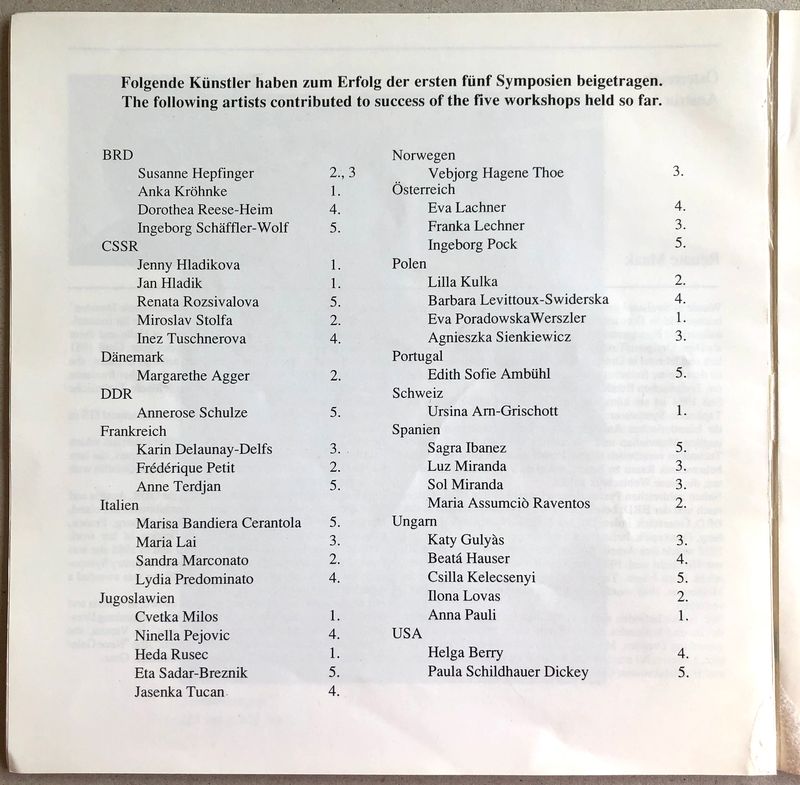 Folgende Künstler haben zum Erfolg der ersten fünf Symposien beigetragen.
The following artists contributed to success of the five workshops held so far.
BRD
Susanne Hepfinger 2., 3
Anka Kröhnke 1.
Dorothea Reese-Heim 4.
Ingeborg Schäffler-Wolf 5.
CSSR
Jenny Hladikova 1.
Jan Hladik 1.
Renata Rozsivalova 5.
Miroslav Stolfa 2.
Inez Tuschnerova 4.
Dänemark
Margarethe Agger 2.
DDR
Annerose Schulze 5.
Frankreich
Karin Delaunay-Delfs 3.
Frédérique Petit 2.
Anne Terdjan 5.
Italien
Marisa Bandiera Cerantola 5.
Maria Lai 3.
Sandra Marconato 2.
Lydia Predominato 4.
Jugoslawien
Cvetka Milos 1.
Ninella Pejovic 4.
Heda Rusec 1.
Eta Sadar-Breznik 5.
Jasenka Tucan 4.
Norwegen
Vebjorg Hagene Thoe 3.
Österreich
Eva Lachner 4.
Franka Lechner 3.
Ingeborg Pock 5.
Polen
Lilla Kulka 2.
Barbara Levittoux-Swiderska 4.
Eva PoradowskaWerszler 1.
Agnieszka Sienkiewicz 3.
Portugal
Edith Sofie Ambühl 5.
Schweiz
Ursina Arn-Grischott 1.
Spanien
Sagra Ibanez 5.
Luz Miranda 3.
Sol Miranda 3.
Maria Assumciò Raventos 2.
Ungarn
Katy Gulyàs 3.
Beatá Hauser 4.
Csilla Kelecsenyi 5.
Ilona Lovas 2.
Anna Pauli 1.
USA
Helga Berry 4.
Paula Schildhauer Dickey 5.